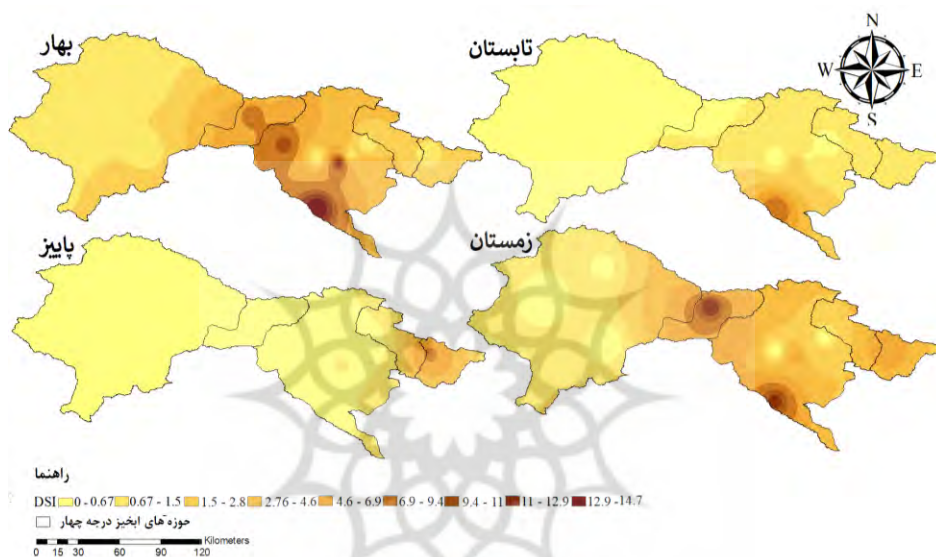 بهار
تابستان
N
W E
S
پاییز
زمستان
راهنما
DSI 0 - 0.67 0.67 - 1.5 1.5 - 2.8 2.76 - 4.6 4.6 - 6.9 6.9 - 9.4 9.4 - 11 11 - 12.9 12.9 -14.7
حوزه های ابخیز درجه چهار
Kilometers
0 15 30 60 90 120